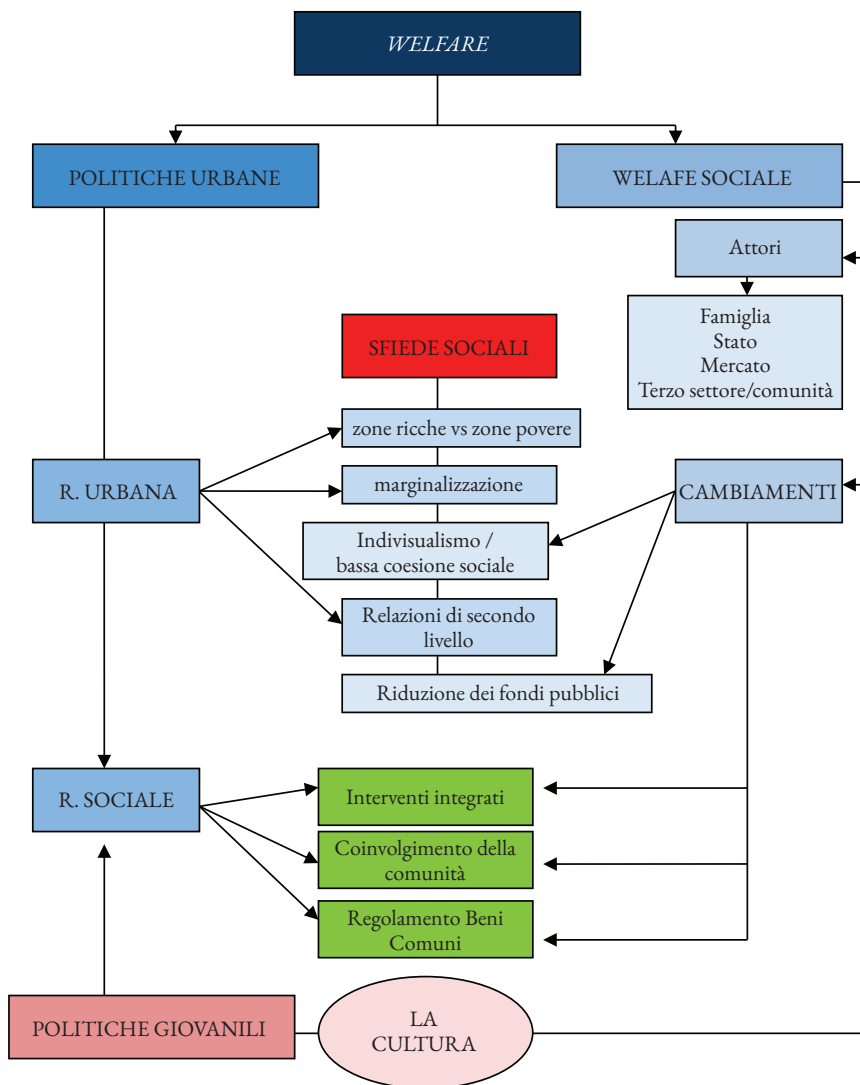 WELFARE
POLITICHE URBANE
WELAFE SOCIALE
Attori
Famiglia
Stato
Mercato
Terzo settore/comunità
SFIEDE SOCIALI
zone ricche vs zone povere
R. URBANA
marginalizzazione
CAMBIAMENTI
Indivisualismo /
bassa coesione sociale
Relazioni di secondo
livello
Riduzione dei fondi pubblici
R. SOCIALE
Interventi integrati
Coinvolgimento della
comunità
Regolamento Beni
Comuni
POLITICHE GIOVANILI
LA
CULTURA